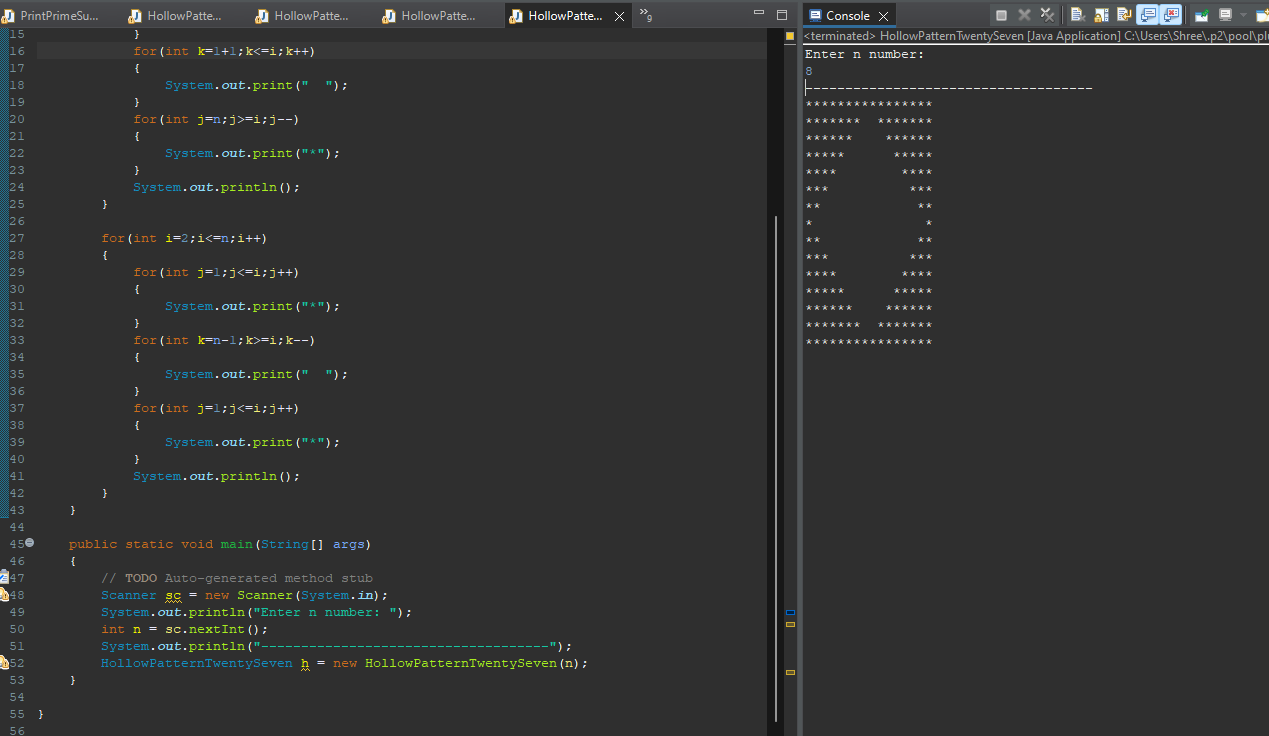 PrintPrimeSu...
HollowPatte...
HollowPatte...
HollowPatte...
HollowPatte...
»9
15 }
16 for(int k=1+1;k<=i;k++)
17 {
18 System.out.print("  ");
19 }
20 for(int j=n;j>=i;j--)
21 {
22 System.out.print("*");
23 }
24 System.out.println();
25 }
26
27 for(int i=2;i<=n;i++)
28 {
29 for(int j=1;j<=i;j++)
30 {
31 System.out.print("*");
32 }
33 for(int k=n-1;k>=i;k--)
34 {
35 System.out.print("  ");
36 }
37 for(int j=1;j<=i;j++)
38 {
39 System.out.print("*");
40 }
41 System.out.println();
42 }
43 }
44
45 public static void main(String[] args)
46 {
47 // TODO Auto-generated method stub
48 Scanner sc = new Scanner(System.in);
49 System.out.println("Enter n number: ");
50 int n = sc.nextInt();
51 System.out.println("------------------------------------");
52 HollowPatternTwentySeven h = new HollowPatternTwentySeven(n);
53 }
54
55 }
56
Console
<terminated> HollowPatternTwentySeven [Java Application] C:\Users\Shree\.p2\pool\plu
Enter n number:
8
------------------------------------
****************
*******  *******
******    ******
*****      *****
****        ****
***          ***
**            **
*              *
**            **
***          ***
****        ****
*****      *****
******    ******
*******  *******
****************